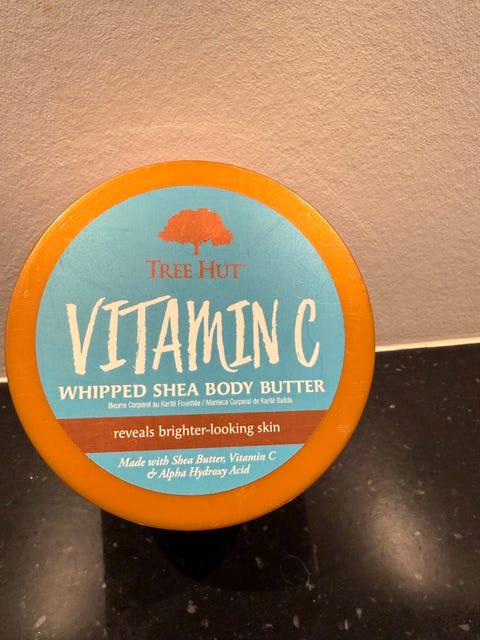 TREE HUT
VITAMIN C
WHIPPED SHEA BODY BUTTER
Beurre Corporel au Karité Fouettée / Manteca Corporal de Karité Batida
reveals brighter-looking skin
Made with Shea Butter, Vitamin C
& Alpha Hydroxy Acid